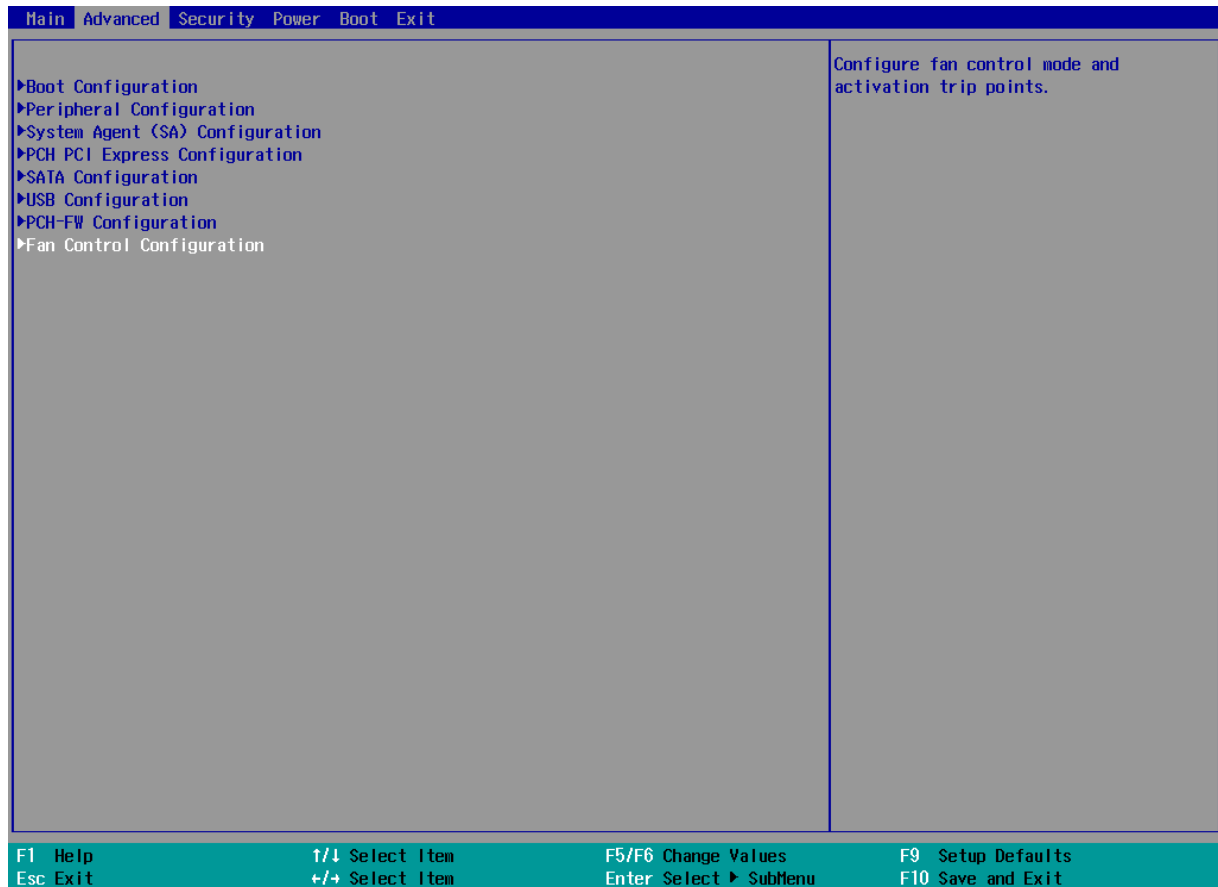 Main Advanced Security Power Boot Exit
Configure fan control mode and
activation trip points.
▶Boot Configuration
▶Peripheral Configuration
▶System Agent (SA) Configuration
▶PCH PCI Express Configuration
▶SATA Configuration
▶USB Configuration
▶PCH-FW Configuration
▶Fan Control Configuration
F1 Help ↑/↓ Select Item F5/F6 Change Values F9 Setup Defaults
Esc Exit ←/→ Select Item Enter Select ▶ SubMenu F10 Save and Exit